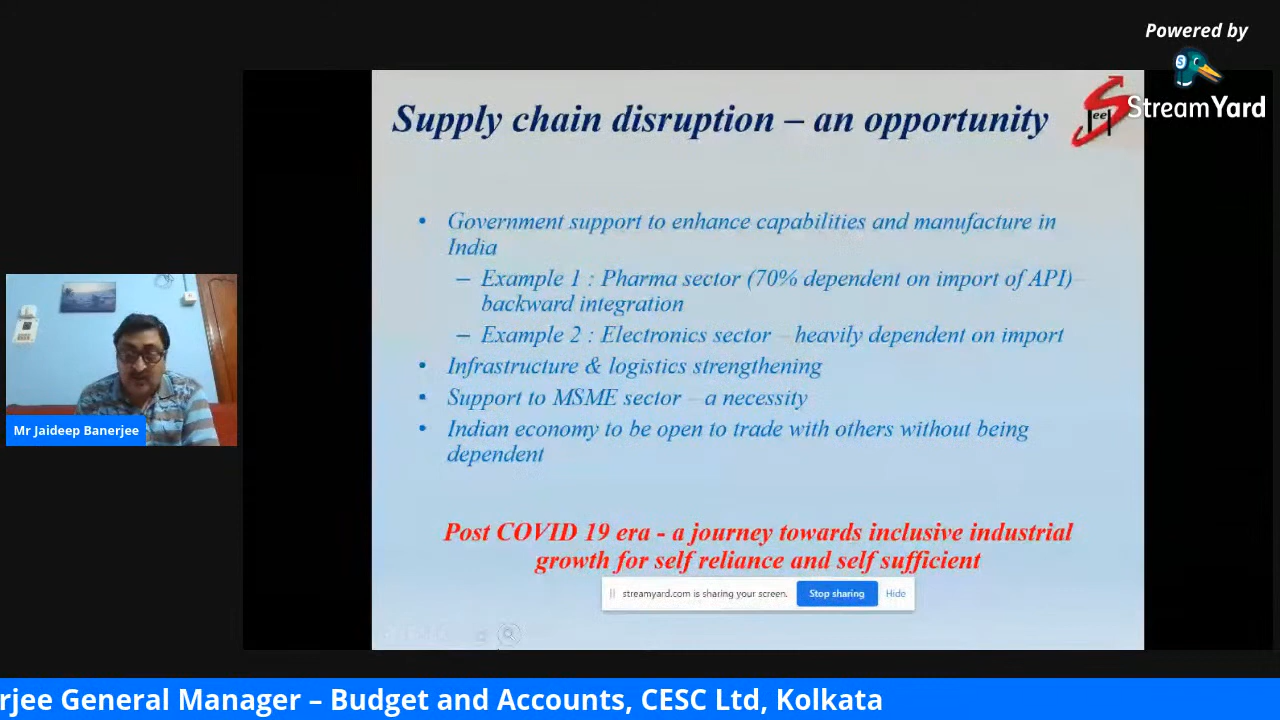 Powered by
StreamYard
Supply chain disruption – an opportunity
• Government support to enhance capabilities and manufacture in
India
– Example 1 : Pharma sector (70% dependent on import of API)–
backward integration
– Example 2 : Electronics sector – heavily dependent on import
• Infrastructure & logistics strengthening
• Support to MSME sector – a necessity
• Indian economy to be open to trade with others without being
dependent
Post COVID 19 era - a journey towards inclusive industrial
growth for self reliance and self sufficient
streamyard.com is sharing your screen. Stop sharing Hide
Mr Jaideep Banerjee
rjee General Manager – Budget and Accounts, CESC Ltd, Kolkata